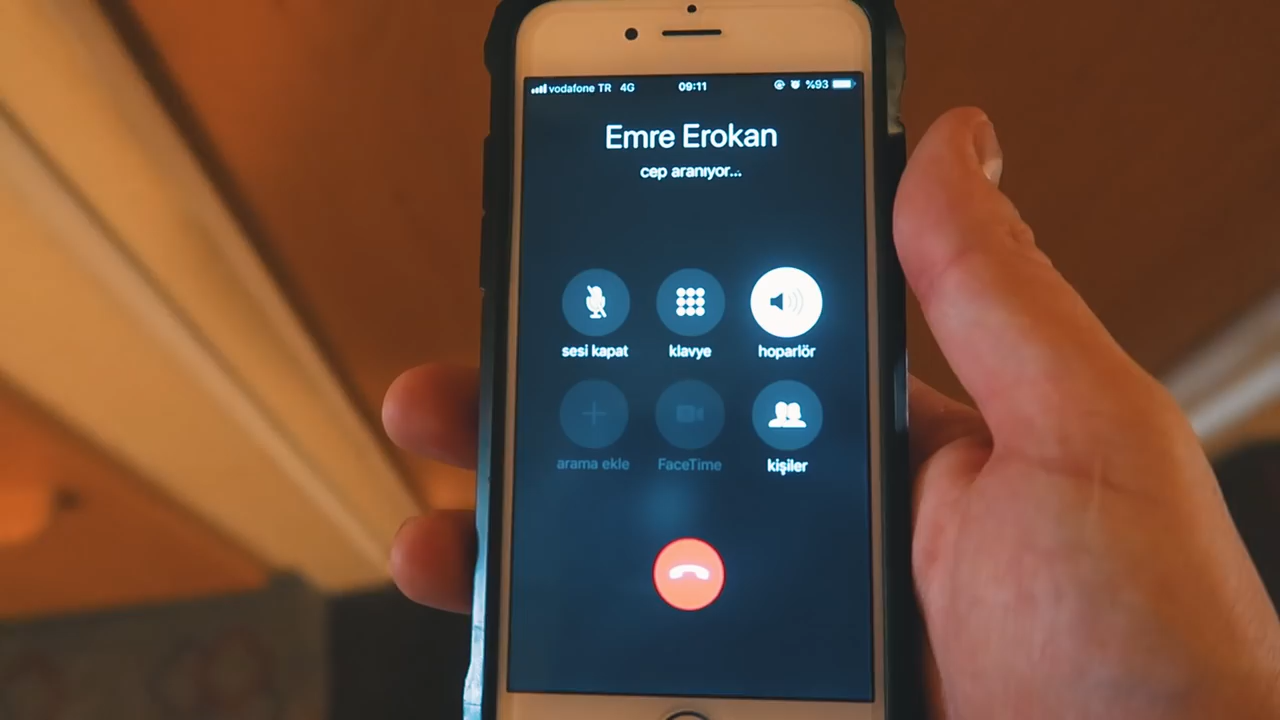 vodafone TR 4G 09:11 %93
Emre Erokan
cep aranıyor...
sesi kapat klavye hoparlör
arama ekle FaceTime kişiler